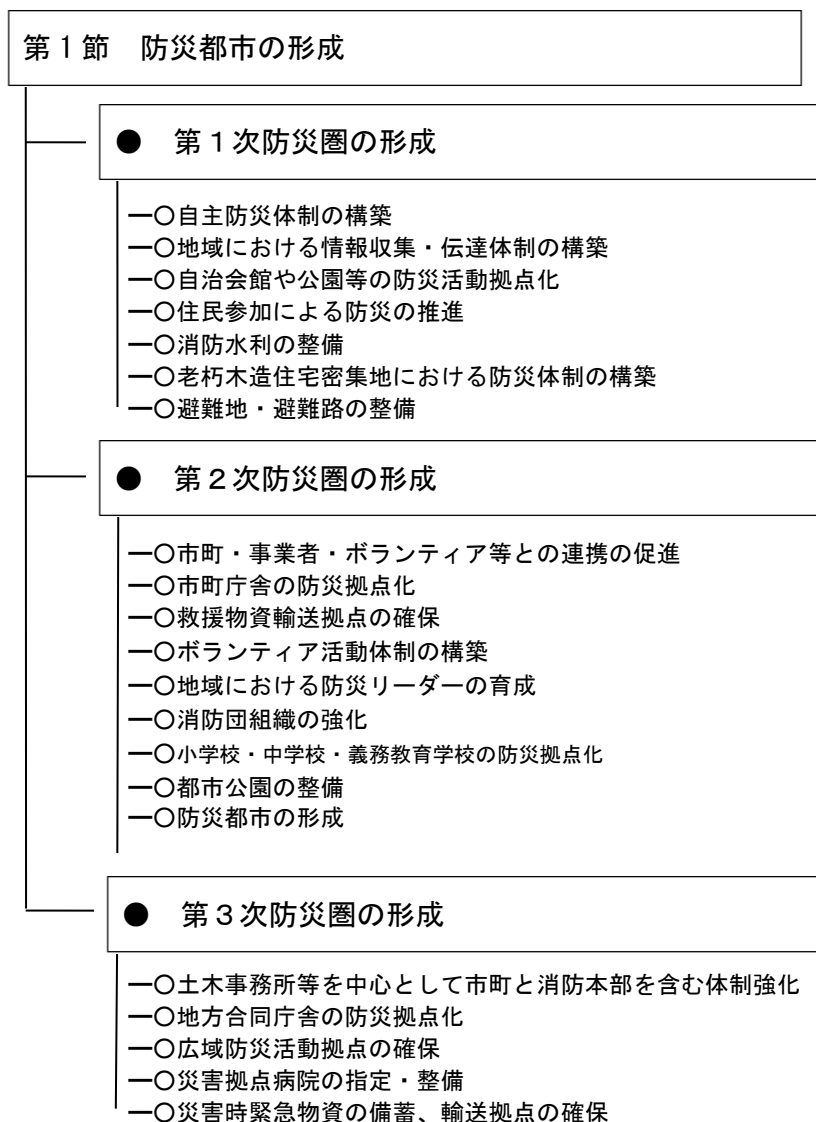 第１節　防災都市の形成
●　第１次防災圏の形成
○自主防災体制の構築
○地域における情報収集・伝達体制の構築
○自治会館や公園等の防災活動拠点化
○住民参加による防災の推進
○消防水利の整備
○老朽木造住宅密集地における防災体制の構築
○避難地・避難路の整備
●　第２次防災圏の形成
○市町・事業者・ボランティア等との連携の促進
○市町庁舎の防災拠点化
○救援物資輸送拠点の確保
○ボランティア活動体制の構築
○地域における防災リーダーの育成
○消防団組織の強化
○小学校・中学校・義務教育学校の防災拠点化
○都市公園の整備
○防災都市の形成
●　第３次防災圏の形成
○土木事務所等を中心として市町と消防本部を含む体制強化
○地方合同庁舎の防災拠点化
○広域防災活動拠点の確保
○災害拠点病院の指定・整備
○災害時緊急物資の備蓄、輸送拠点の確保